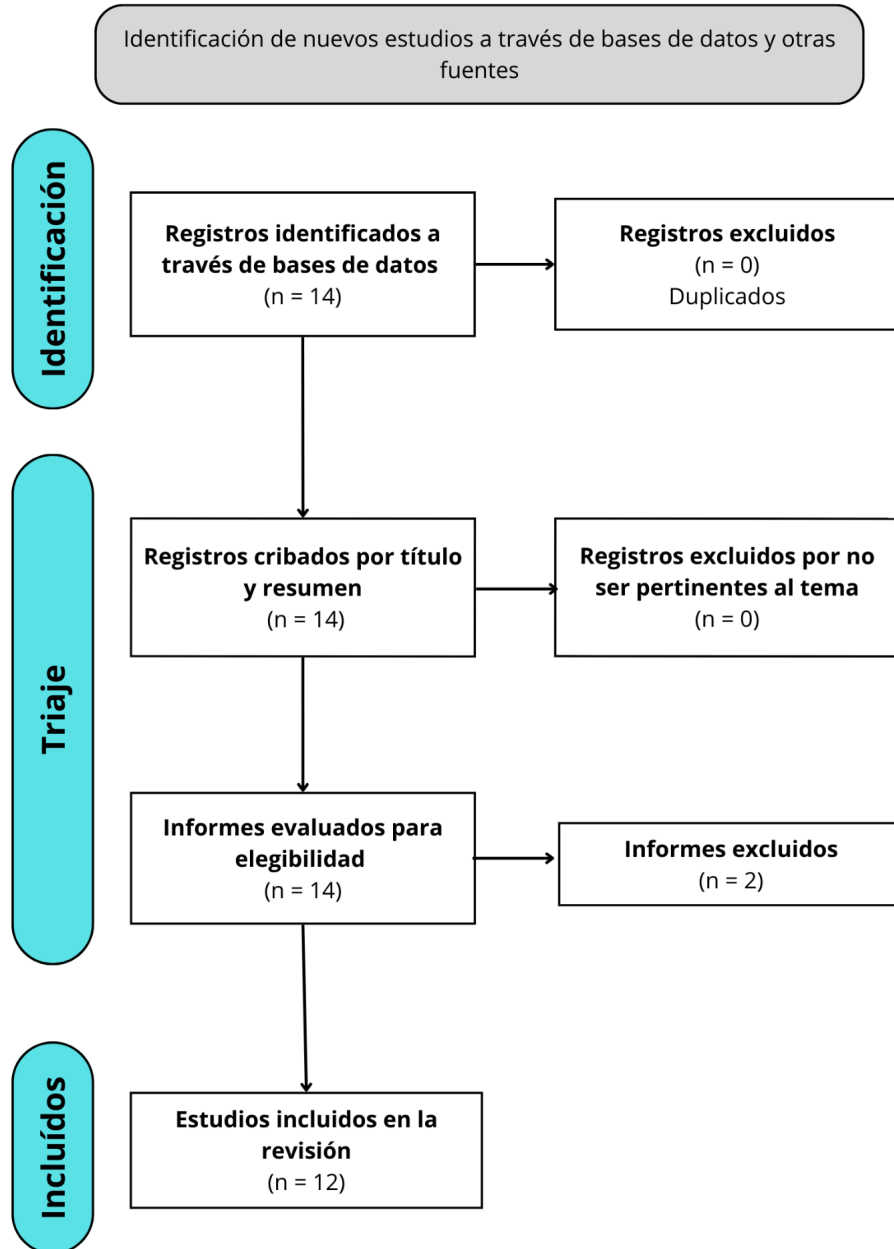 Identificación de nuevos estudios a través de bases de datos y otras
fuentes
Identificación
Registros identificados a
través de bases de datos
(n = 14)
Registros excluidos
(n = 0)
Duplicados
Triaje
Registros cribados por título
y resumen
(n = 14)
Registros excluidos por no
ser pertinentes al tema
(n = 0)
Informes evaluados para
elegibilidad
(n = 14)
Informes excluidos
(n = 2)
Incluídos
Estudios incluidos en la
revisión
(n = 12)